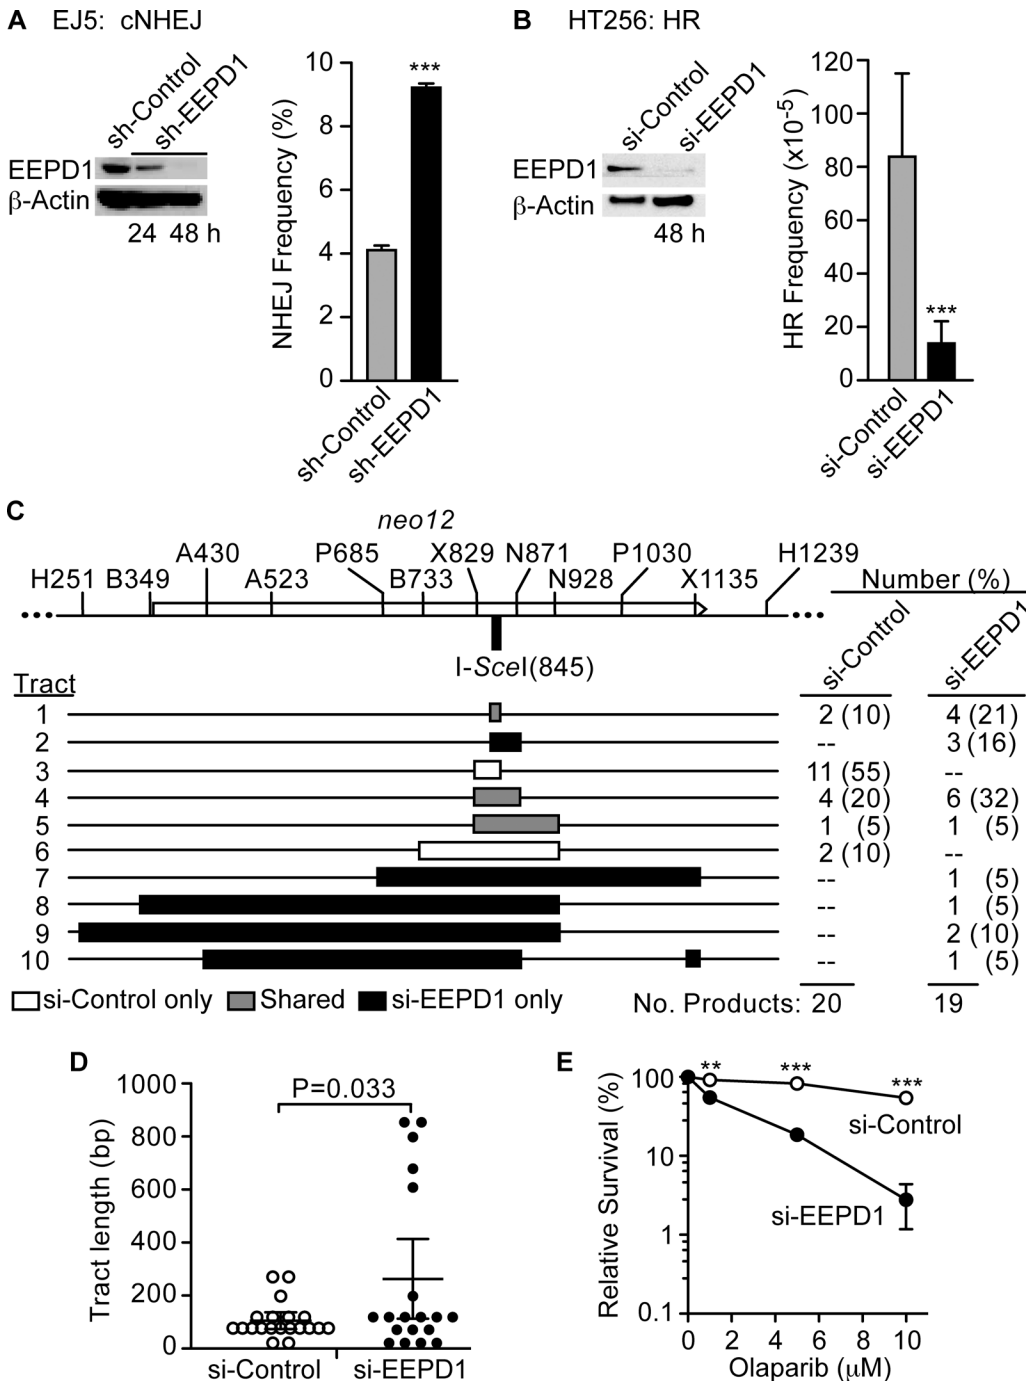 A EJ5: cNHEJ
sh-Control
sh-EEPD1
EEPD1
β-Actin
24 48 h
NHEJ Frequency (%)
10
8
6
4
2
0
***
sh-Control
sh-EEPD1
B HT256: HR
si-Control
si-EEPD1
EEPD1
β-Actin
48 h
HR Frequency (x10-5)
120
100
80
60
40
20
0
***
si-Control
si-EEPD1
C
neo12
A430 P685 X829 N871 P1030 H1239
H251 B349 A523 B733 N928 X1135
I-SceI(845)
Number (%)
si-Control
si-EEPD1
Tract
1 2 (10) 4 (21)
2 -- 3 (16)
3 11 (55) --
4 4 (20) 6 (32)
5 1 (5) 1 (5)
6 2 (10) --
7 -- 1 (5)
8 -- 1 (5)
9 -- 2 (10)
10 -- 1 (5)
si-Control only Shared si-EEPD1 only No. Products: 20 19
D
Tract length (bp)
1000
800
600
400
200
0
P=0.033
si-Control si-EEPD1
E
Relative Survival (%)
100
10
1
0.1
** *** ***
si-Control
si-EEPD1
0 2 4 6 8 10
Olaparib (μM)